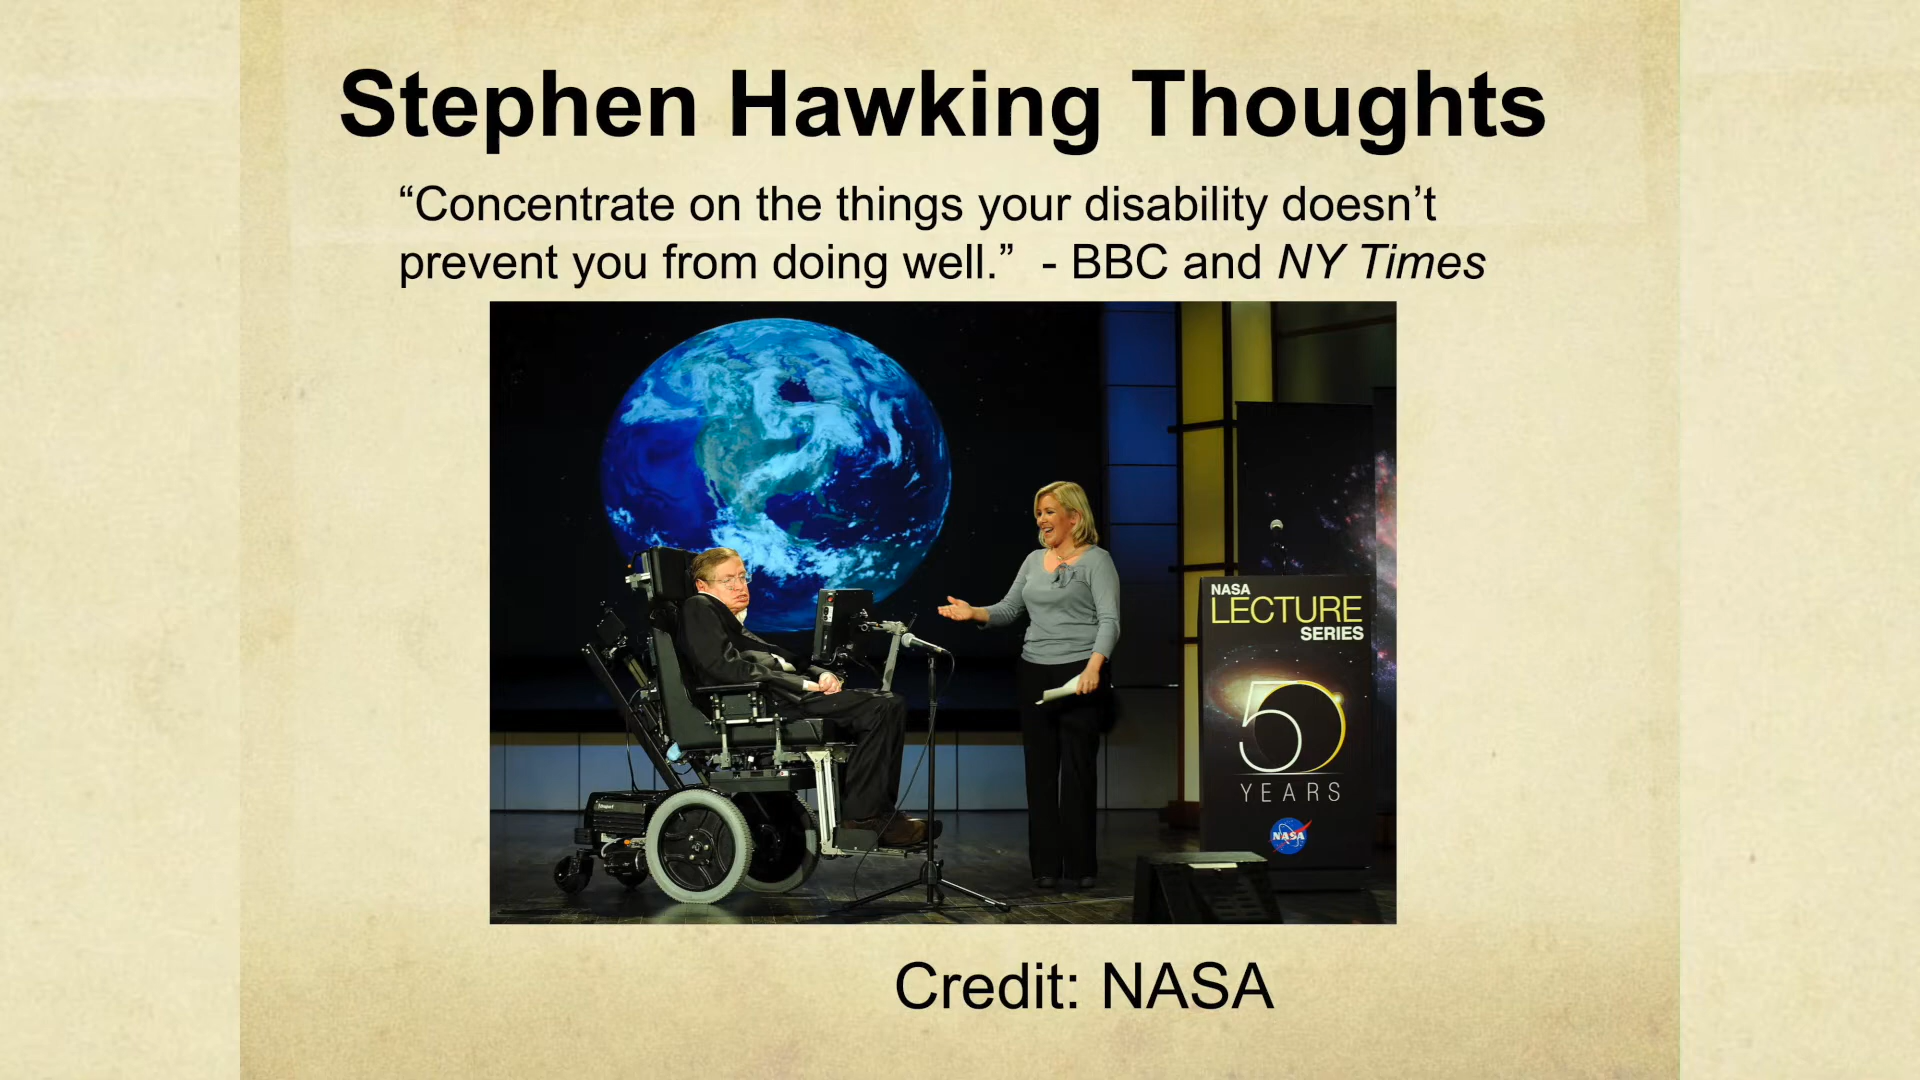 Stephen Hawking Thoughts
“Concentrate on the things your disability doesn’t
prevent you from doing well.”  - BBC and NY Times
NASA
LECTURE
SERIES
50
YEARS
NASA
Credit: NASA